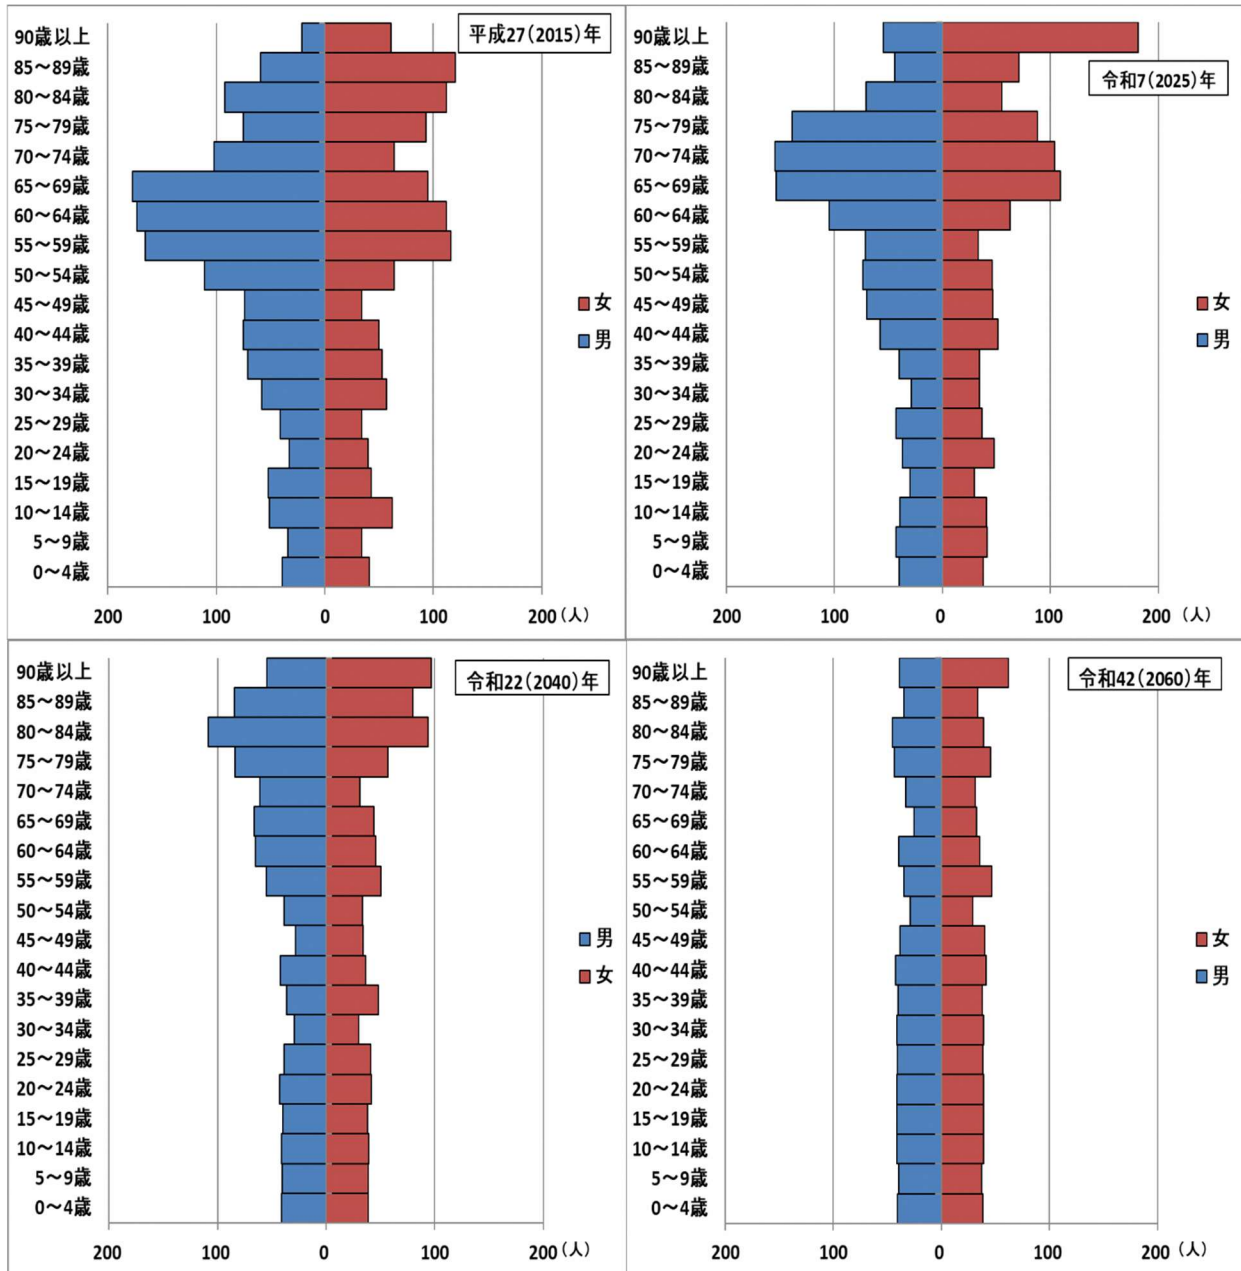 平成27(2015)年
90歳以上
85～89歳
80～84歳
75～79歳
70～74歳
65～69歳
60～64歳
55～59歳
50～54歳
45～49歳
40～44歳
35～39歳
30～34歳
25～29歳
20～24歳
15～19歳
10～14歳
5～9歳
0～4歳
女
男
200 100 0 100 200 (人)
令和7(2025)年
90歳以上
85～89歳
80～84歳
75～79歳
70～74歳
65～69歳
60～64歳
55～59歳
50～54歳
45～49歳
40～44歳
35～39歳
30～34歳
25～29歳
20～24歳
15～19歳
10～14歳
5～9歳
0～4歳
女
男
200 100 0 100 200 (人)
令和22(2040)年
90歳以上
85～89歳
80～84歳
75～79歳
70～74歳
65～69歳
60～64歳
55～59歳
50～54歳
45～49歳
40～44歳
35～39歳
30～34歳
25～29歳
20～24歳
15～19歳
10～14歳
5～9歳
0～4歳
男
女
200 100 0 100 200 (人)
令和42(2060)年
90歳以上
85～89歳
80～84歳
75～79歳
70～74歳
65～69歳
60～64歳
55～59歳
50～54歳
45～49歳
40～44歳
35～39歳
30～34歳
25～29歳
20～24歳
15～19歳
10～14歳
5～9歳
0～4歳
女
男
200 100 0 100 200 (人)